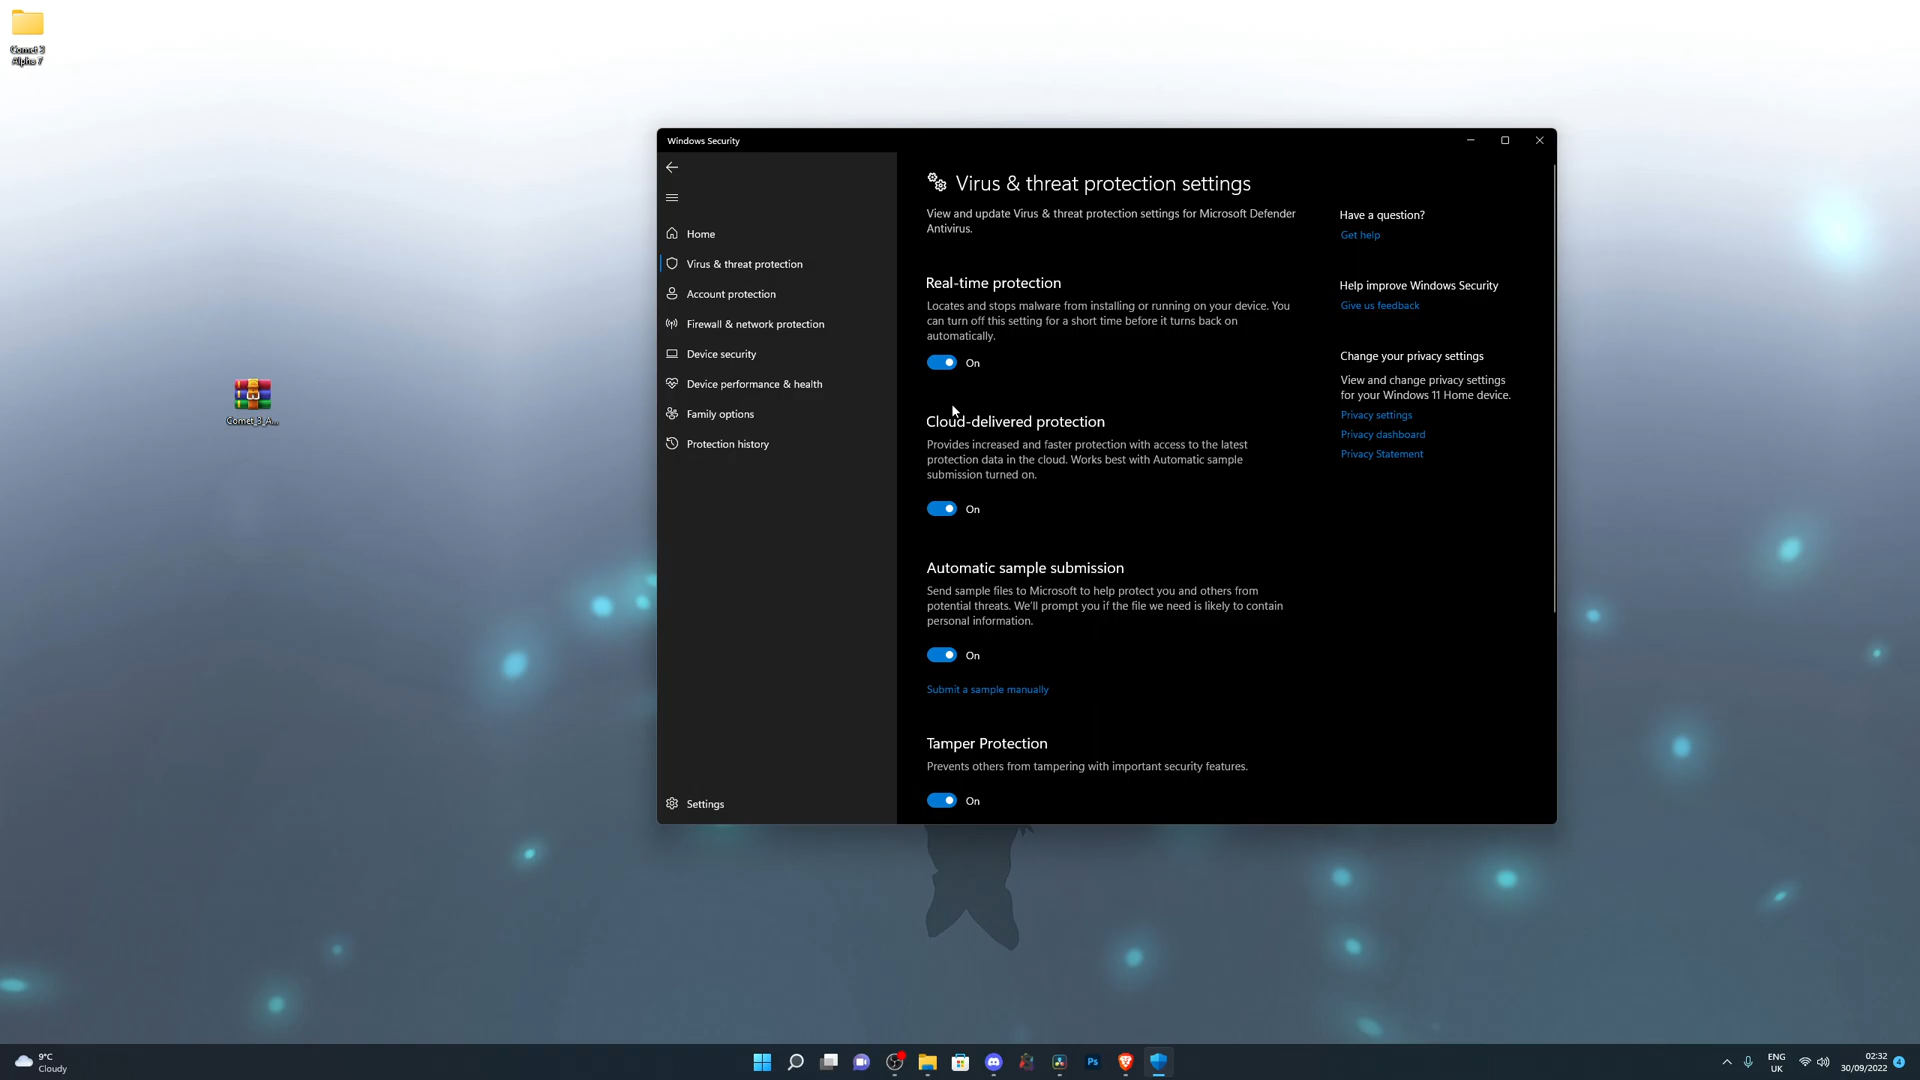 Comet 3
Alpha 7
Comet_3_A...
Windows Security
Home
Virus & threat protection
Account protection
Firewall & network protection
Device security
Device performance & health
Family options
Protection history
Settings
Virus & threat protection settings
View and update Virus & threat protection settings for Microsoft Defender
Antivirus.
Real-time protection
Locates and stops malware from installing or running on your device. You
can turn off this setting for a short time before it turns back on
automatically.
On
Cloud-delivered protection
Provides increased and faster protection with access to the latest
protection data in the cloud. Works best with Automatic sample
submission turned on.
On
Automatic sample submission
Send sample files to Microsoft to help protect you and others from
potential threats. We'll prompt you if the file we need is likely to contain
personal information.
On
Submit a sample manually
Tamper Protection
Prevents others from tampering with important security features.
On
Have a question?
Get help
Help improve Windows Security
Give us feedback
Change your privacy settings
View and change privacy settings
for your Windows 11 Home device.
Privacy settings
Privacy dashboard
Privacy Statement
9°C
Cloudy
Ps
ENG
UK
02:32
30/09/2022
4